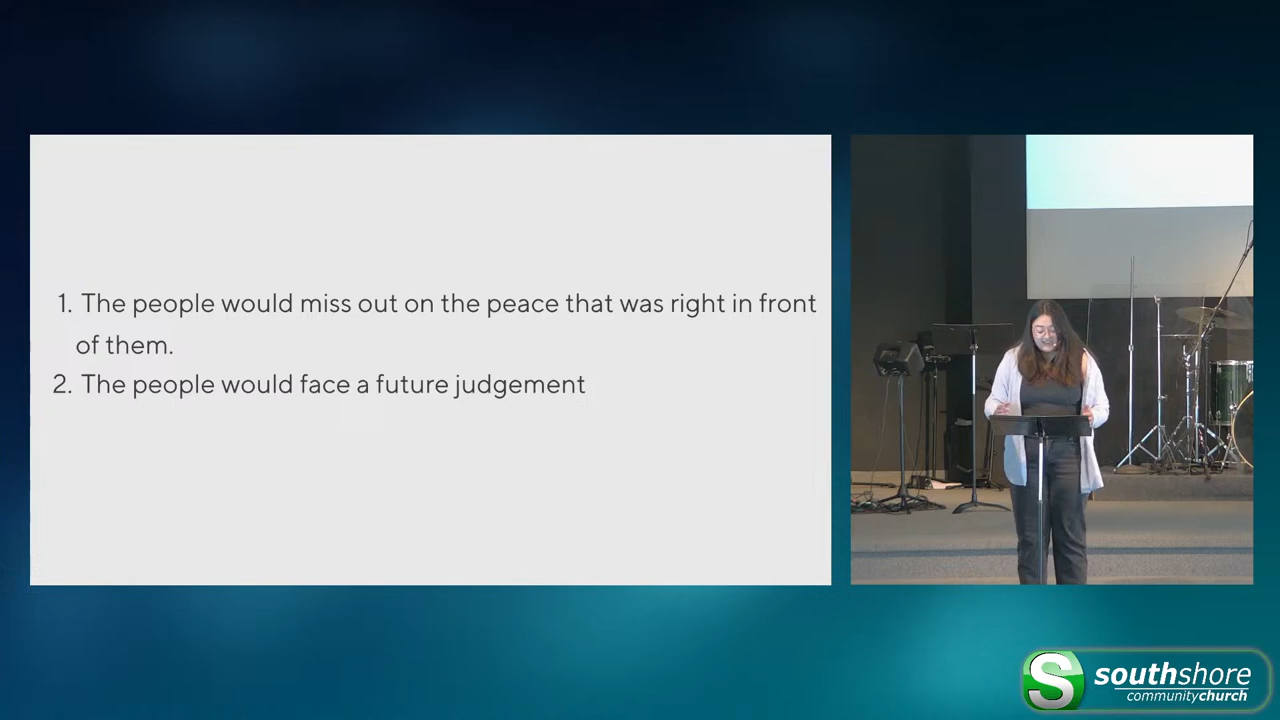 1. The people would miss out on the peace that was right in front
of them.
2. The people would face a future judgement
S southshore
communitychurch